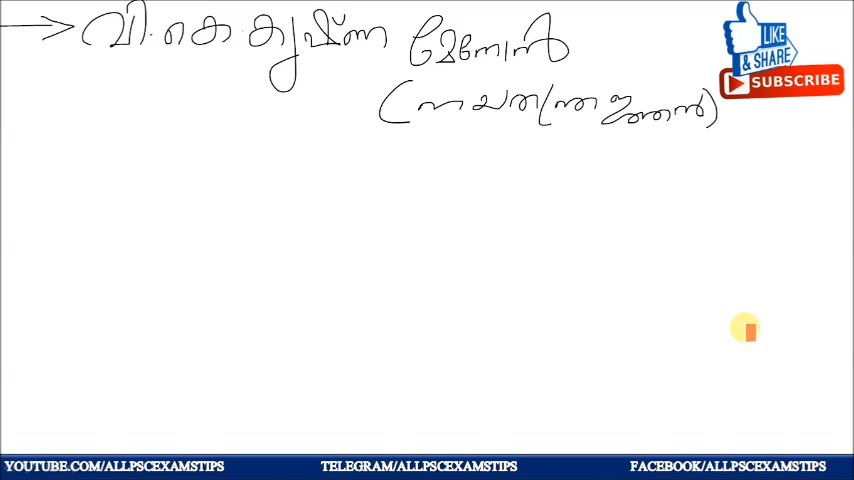 → വി. കെ. കൃഷ്ണ മേനോൻ
(നയതന്ത്രജ്ഞൻ)
LIKE
& SHARE
SUBSCRIBE
YOUTUBE.COM/ALLPSCEXAMSTIPS TELEGRAM/ALLPSCEXAMSTIPS FACEBOOK/ALLPSCEXAMSTIPS